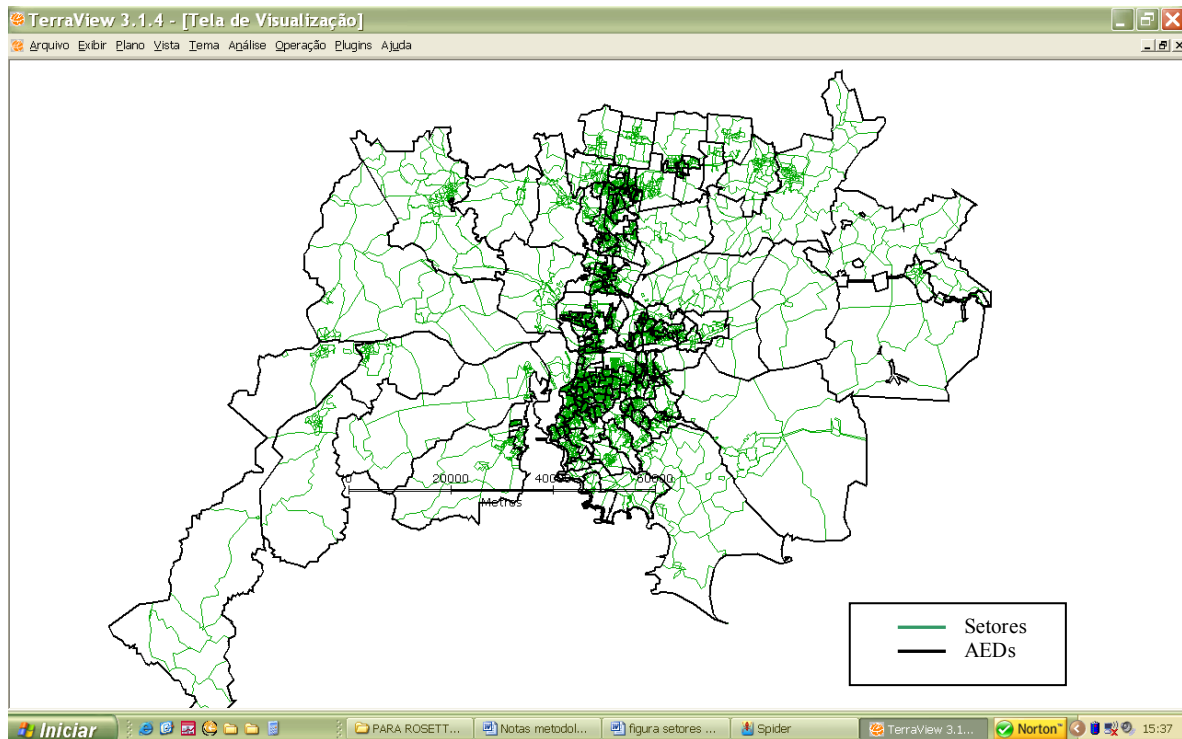 TerraView 3.1.4 - [Tela de Visualização]
Arquivo Exibir Plano Vista Tema Análise Operação Plugins Ajuda
0 20000 40000 60000
Metros
Setores
AEDs
Iniciar PARA ROSETT... Notas metodol... figura setores ... Spider TerraView 3.1... Norton™ 15:37